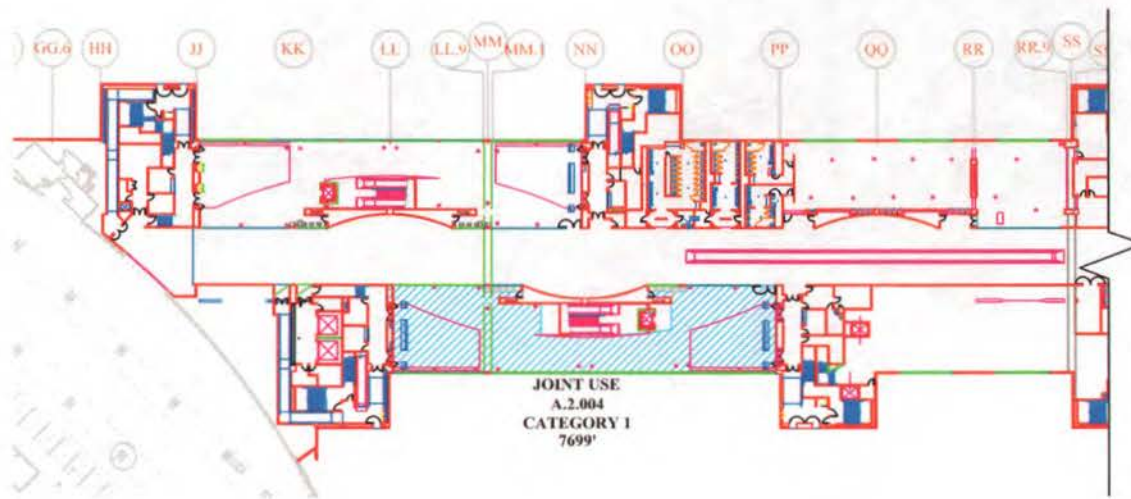 GG.6 HH JJ KK LL LL.9 MM MM.1 NN OO PP QQ RR RR.9 SS
JOINT USE
A.2.004
CATEGORY 1
7699'